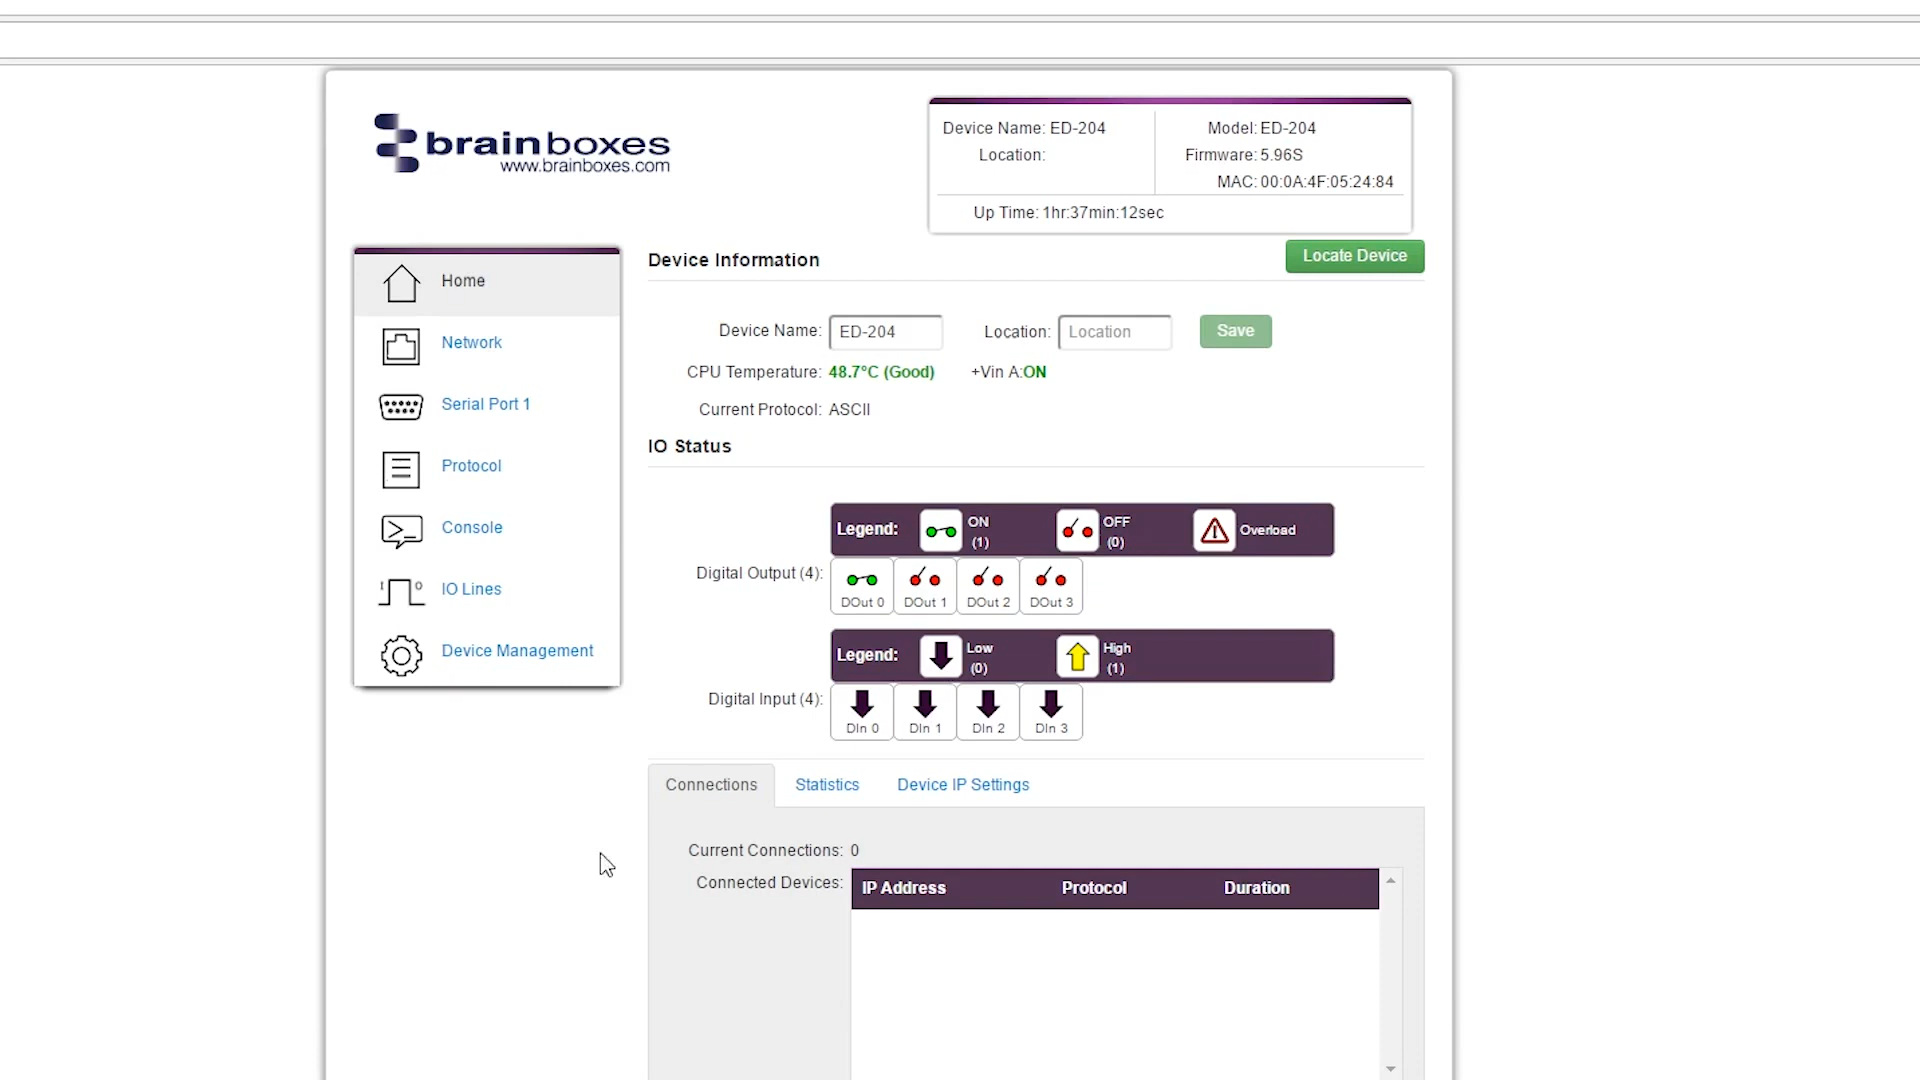 brainboxes
www.brainboxes.com
Device Name: ED-204
Location:
Model: ED-204
Firmware: 5.96S
MAC: 00:0A:4F:05:24:84
Up Time: 1hr:37min:12sec
Home
Network
Serial Port 1
Protocol
Console
1 0 IO Lines
Device Management
Device Information
Locate Device
Device Name: ED-204 Location: Location Save
CPU Temperature: 48.7°C (Good) +Vin A:ON
Current Protocol: ASCII
IO Status
Legend: ON (1) OFF (0) Overload
Digital Output (4):
DOut 0 DOut 1 DOut 2 DOut 3
Legend: Low (0) High (1)
Digital Input (4):
DIn 0 DIn 1 DIn 2 DIn 3
Connections Statistics Device IP Settings
Current Connections: 0
Connected Devices: IP Address Protocol Duration